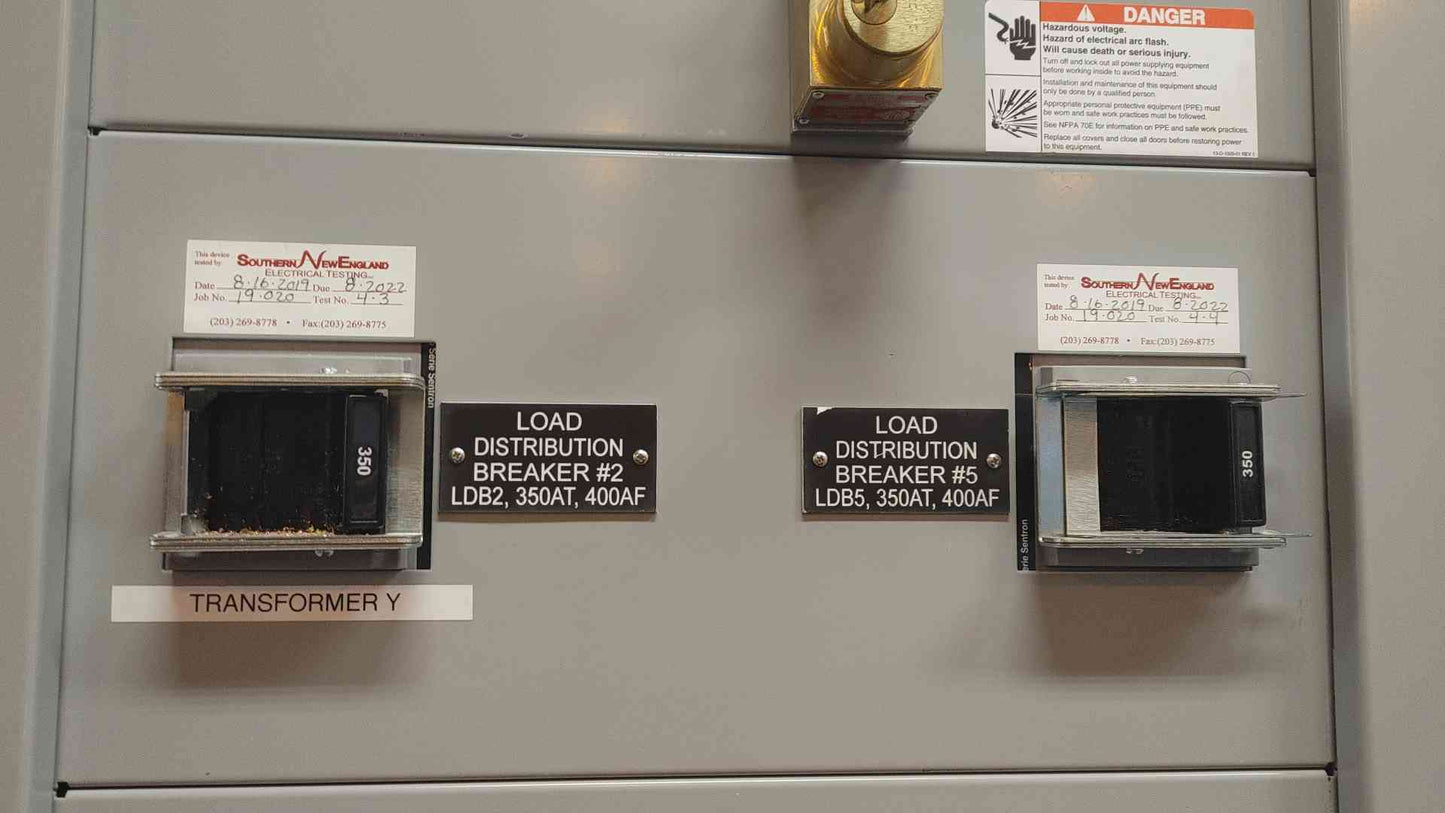 DANGER
Hazardous voltage.
Hazard of electrical arc flash.
Will cause death or serious injury.
Turn off and lock out all power supplying equipment
before working inside to avoid the hazard.
Installation and maintenance of this equipment should
only be done by a qualified person.
Appropriate personal protective equipment (PPE) must
be worn and safe work practices must be followed.
See NFPA 70E for information on PPE and safe work practices.
Replace all covers and close all doors before restoring power
to this equipment.
This device
tested by
SOUTHERN NEW ENGLAND
ELECTRICAL TESTING
Date 8-16-2019 Due 8-2022
Job No. 19-020 Test No. 4-3
(203) 269-8778 • Fax:(203) 269-8775
This device
tested by
SOUTHERN NEW ENGLAND
ELECTRICAL TESTING
Date 8-16-2019 Due 8-2022
Job No. 19-020 Test No. 4-4
(203) 269-8778 • Fax:(203) 269-8775
Serie Sentron
350
LOAD
DISTRIBUTION
BREAKER #2
LDB2, 350AT, 400AF
LOAD
DISTRIBUTION
BREAKER #5
LDB5, 350AT, 400AF
Sentron
350
TRANSFORMER Y